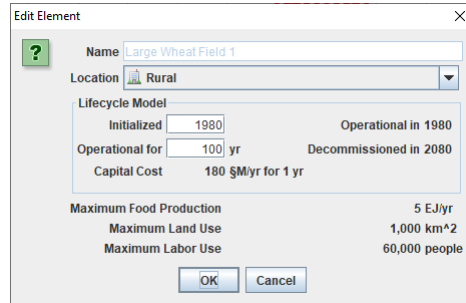 Edit Element
?
Name Large Wheat Field 1
Location Rural
Lifecycle Model
Initialized 1980 Operational in 1980
Operational for 100 yr Decommissioned in 2080
Capital Cost 180 §M/yr for 1 yr
Maximum Food Production 5 EJ/yr
Maximum Land Use 1,000 km^2
Maximum Labor Use 60,000 people
OK Cancel